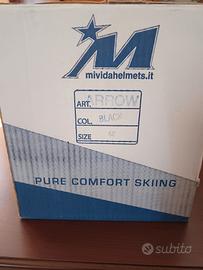 M
mividahelmets.it
ART. ARROW
COL. BLACK
SIZE
PURE COMFORT SKIING
subito